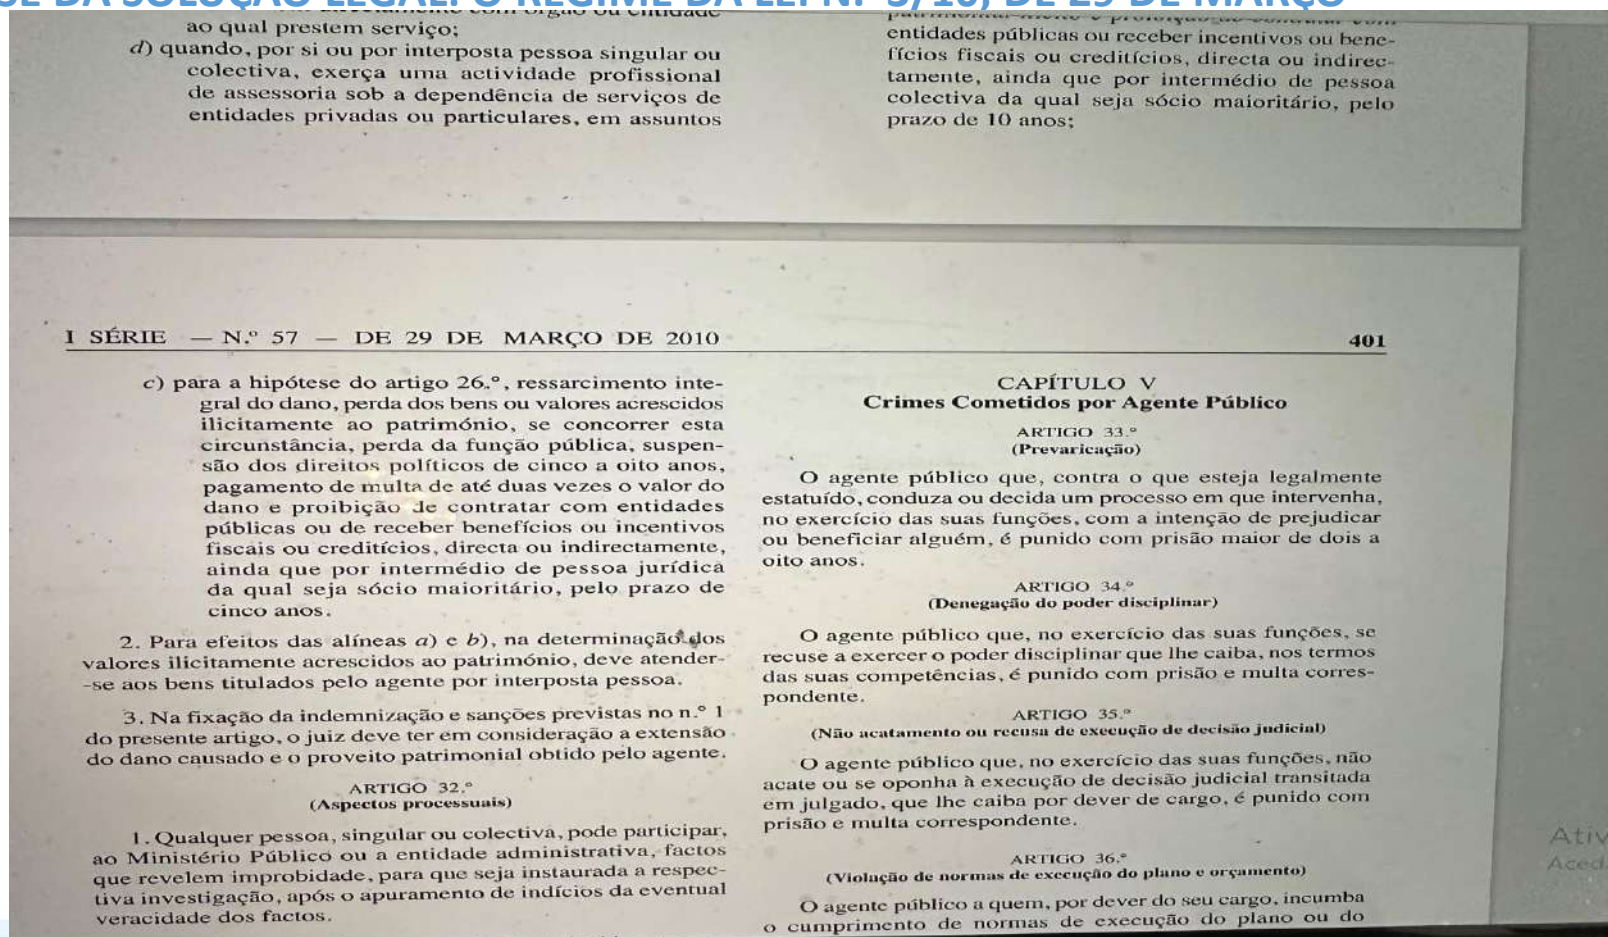 SE DA SOLUÇÃO LEGAL: O REGIME DA LEI Nº 3/10, DE 29 DE MARÇO
ao qual prestem serviço;
d) quando, por si ou por interposta pessoa singular ou
colectiva, exerça uma actividade profissional
de assessoria sob a dependência de serviços de
entidades privadas ou particulares, em assuntos
entidades públicas ou receber incentivos ou bene-
fícios fiscais ou creditícios, directa ou indirec-
tamente, ainda que por intermédio de pessoa
colectiva da qual seja sócio maioritário, pelo
prazo de 10 anos;
I SÉRIE — N.º 57 — DE 29 DE MARÇO DE 2010
401
c) para a hipótese do artigo 26.º, ressarcimento inte-
gral do dano, perda dos bens ou valores acrescidos
ilicitamente ao património, se concorrer esta
circunstância, perda da função pública, suspen-
são dos direitos políticos de cinco a oito anos,
pagamento de multa de até duas vezes o valor do
dano e proibição de contratar com entidades
públicas ou de receber benefícios ou incentivos
fiscais ou creditícios, directa ou indirectamente,
ainda que por intermédio de pessoa jurídica
da qual seja sócio maioritário, pelo prazo de
cinco anos.
2. Para efeitos das alíneas a) e b), na determinação dos
valores ilicitamente acrescidos ao património, deve atender-
-se aos bens titulados pelo agente por interposta pessoa.
3. Na fixação da indemnização e sanções previstas no n.º 1
do presente artigo, o juiz deve ter em consideração a extensão
do dano causado e o proveito patrimonial obtido pelo agente.
ARTIGO 32.º
(Aspectos processuais)
1. Qualquer pessoa, singular ou colectiva, pode participar,
ao Ministério Público ou a entidade administrativa, factos
que revelem improbidade, para que seja instaurada a respec-
tiva investigação, após o apuramento de indícios da eventual
veracidade dos factos.
CAPÍTULO V
Crimes Cometidos por Agente Público
ARTIGO 33.º
(Prevaricação)
O agente público que, contra o que esteja legalmente
estatuído, conduza ou decida um processo em que intervenha,
no exercício das suas funções, com a intenção de prejudicar
ou beneficiar alguém, é punido com prisão maior de dois a
oito anos.
ARTIGO 34.º
(Denegação do poder disciplinar)
O agente público que, no exercício das suas funções, se
recuse a exercer o poder disciplinar que lhe caiba, nos termos
das suas competências, é punido com prisão e multa corres-
pondente.
ARTIGO 35.º
(Não acatamento ou recusa de execução de decisão judicial)
O agente público que, no exercício das suas funções, não
acate ou se oponha à execução de decisão judicial transitada
em julgado, que lhe caiba por dever de cargo, é punido com
prisão e multa correspondente.
ARTIGO 36.º
(Violação de normas de execução do plano e orçamento)
O agente público a quem, por dever do seu cargo, incumba
o cumprimento de normas de execução do plano ou do
Ativ
Aced